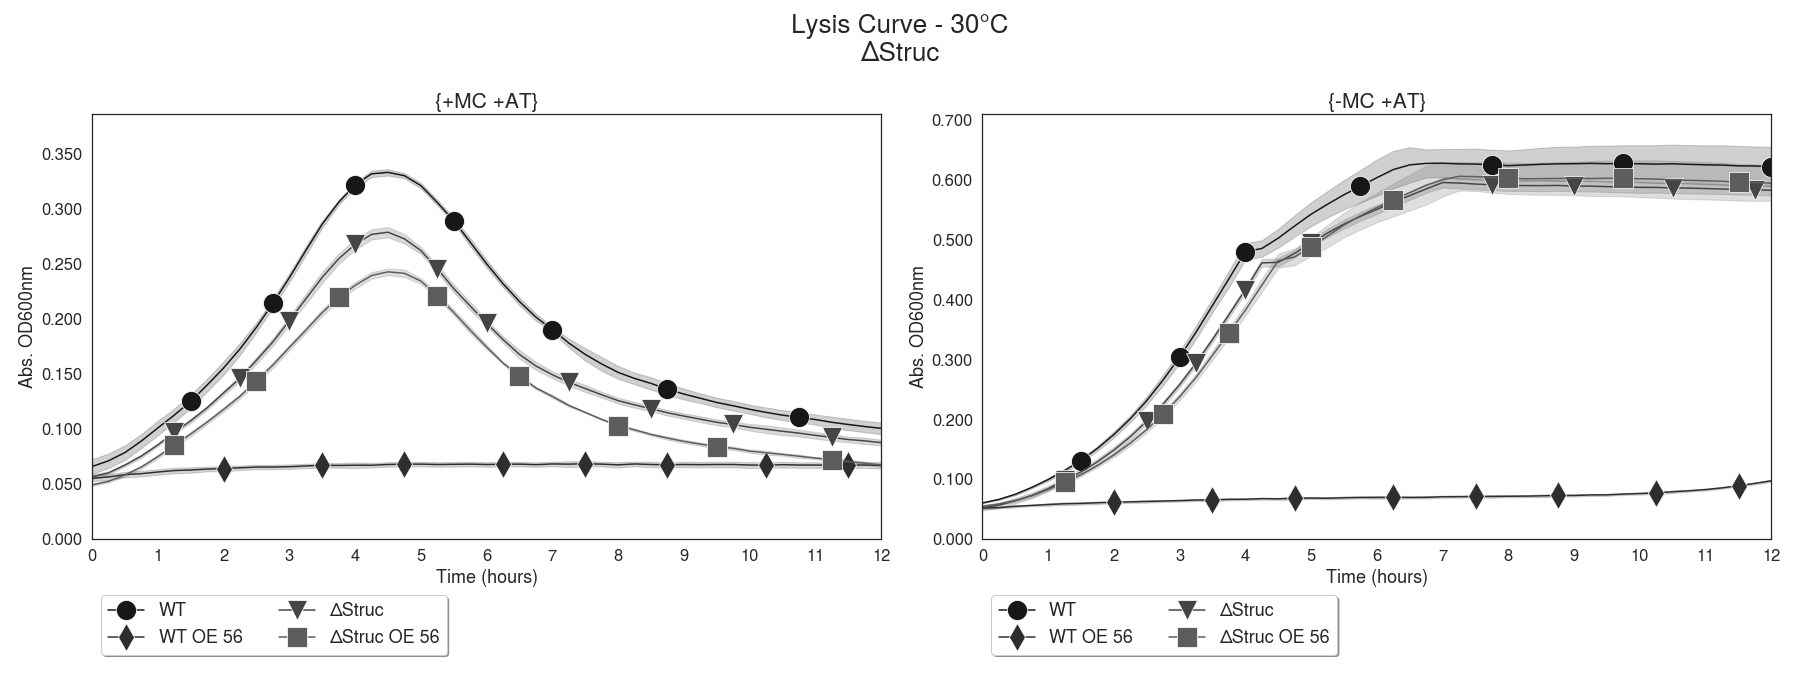 Lysis Curve - 30°C
ΔStruc
{+MC +AT}
Abs. OD600nm
0.350
0.300
0.250
0.200
0.150
0.100
0.050
0.000
0 1 2 3 4 5 6 7 8 9 10 11 12
Time (hours)
WT
ΔStruc
WT OE 56
ΔStruc OE 56
{-MC +AT}
Abs. OD600nm
0.700
0.600
0.500
0.400
0.300
0.200
0.100
0.000
0 1 2 3 4 5 6 7 8 9 10 11 12
Time (hours)
WT
ΔStruc
WT OE 56
ΔStruc OE 56